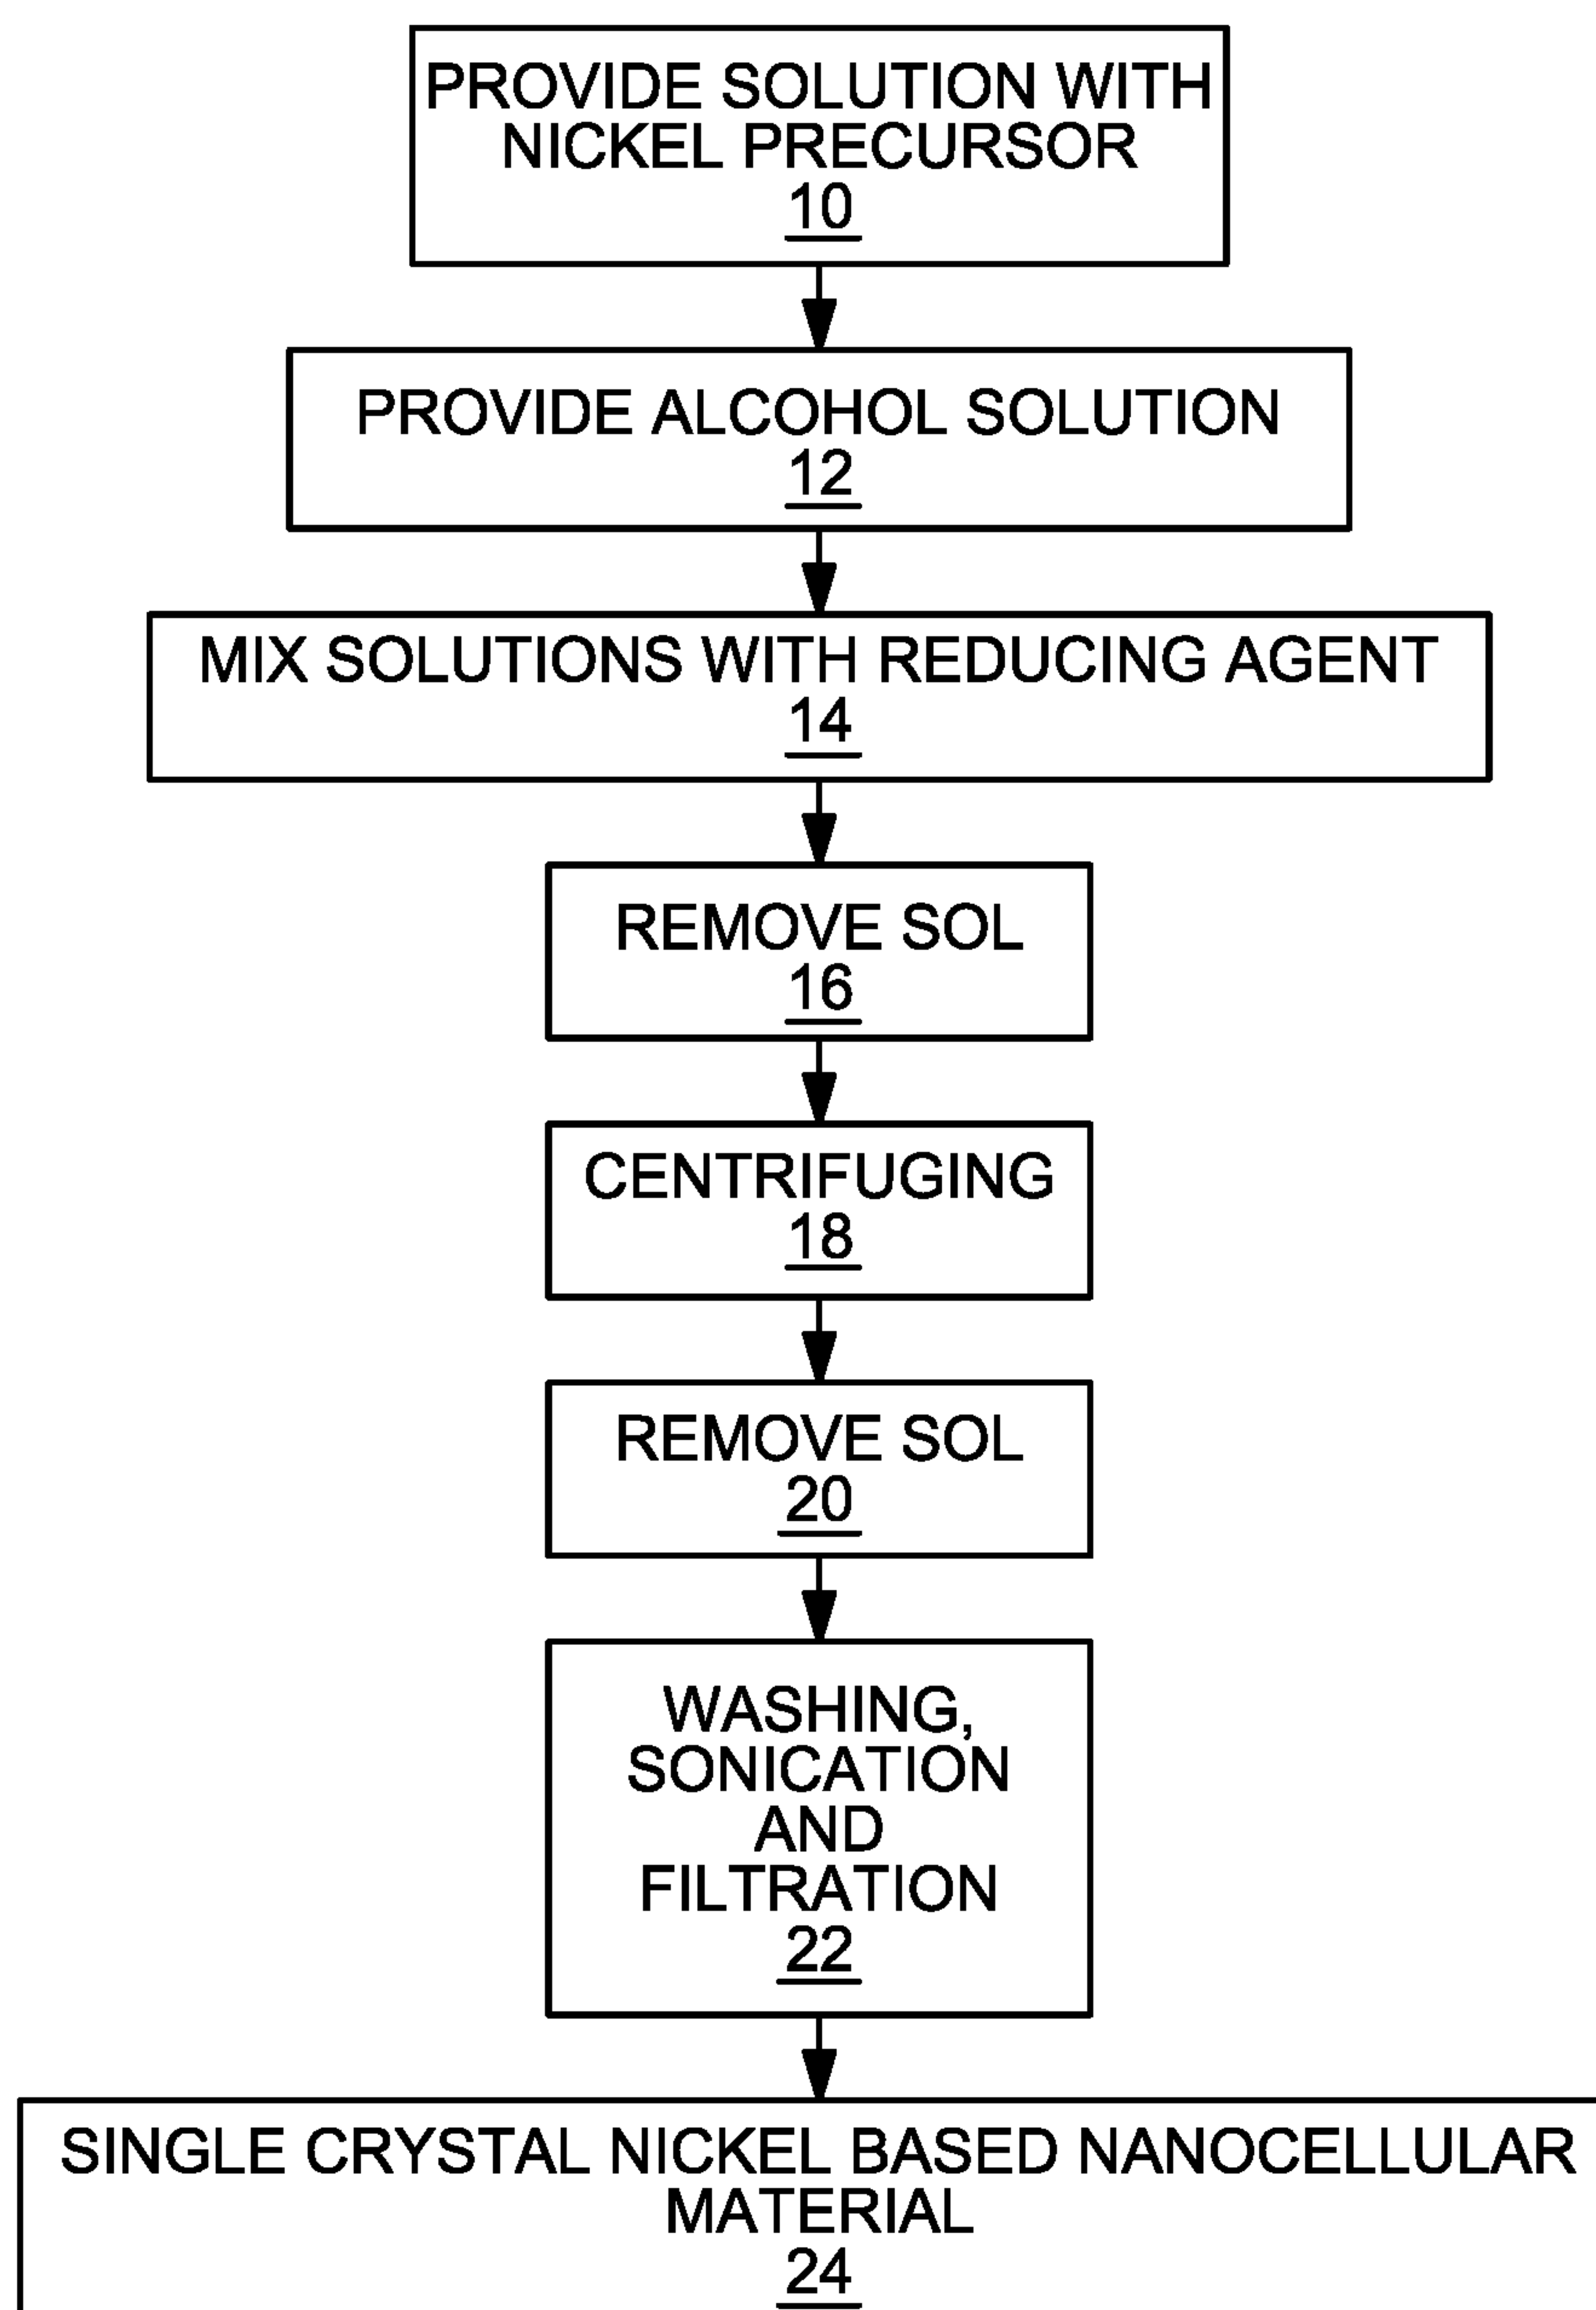 PROVIDE SOLUTION WITH
NICKEL PRECURSOR
10
PROVIDE ALCOHOL SOLUTION
12
MIX SOLUTIONS WITH REDUCING AGENT
14
REMOVE SOL
16
CENTRIFUGING
18
REMOVE SOL
20
WASHING,
SONICATION
AND
FILTRATION
22
SINGLE CRYSTAL NICKEL BASED NANOCELLULAR
MATERIAL
24